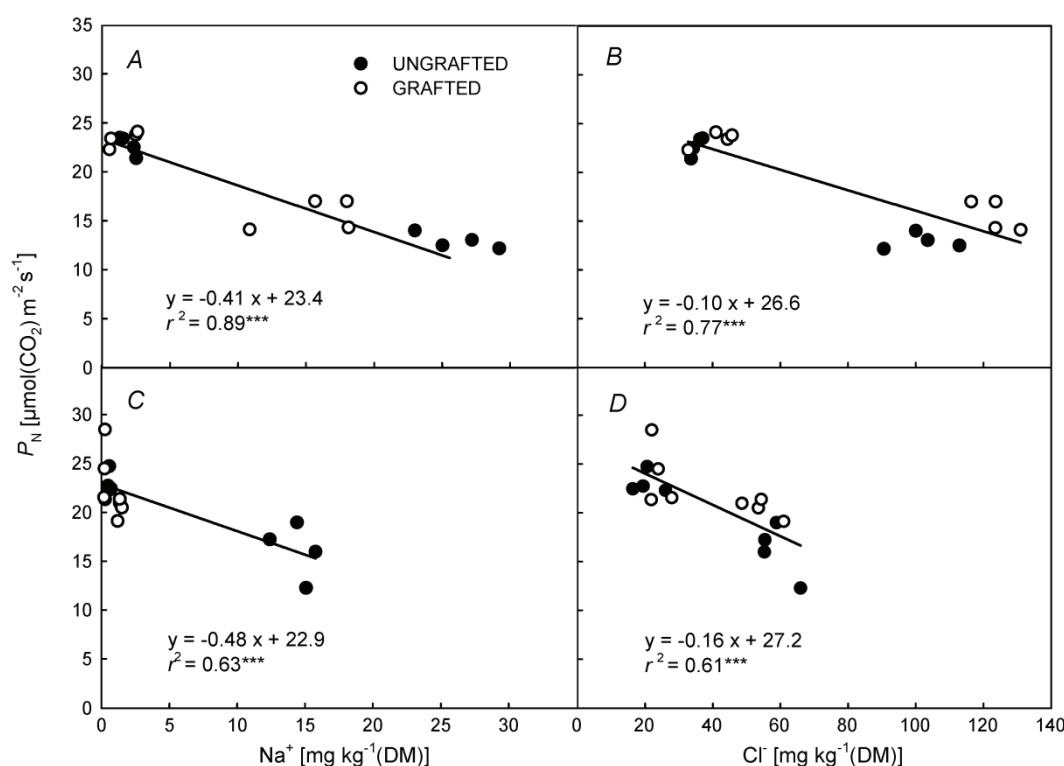 35
30
25
20
15
10
5
0
A
UNGRAFTED
GRAFTED
y = -0.41 x + 23.4
r² = 0.89***
B
y = -0.10 x + 26.6
r² = 0.77***
P_N [µmol(CO₂) m⁻² s⁻¹]
30
25
20
15
10
5
0
C
y = -0.48 x + 22.9
r² = 0.63***
D
y = -0.16 x + 27.2
r² = 0.61***
0 5 10 15 20 25 30
20 40 60 80 100 120 140
Na⁺ [mg kg⁻¹(DM)]
Cl⁻ [mg kg⁻¹(DM)]